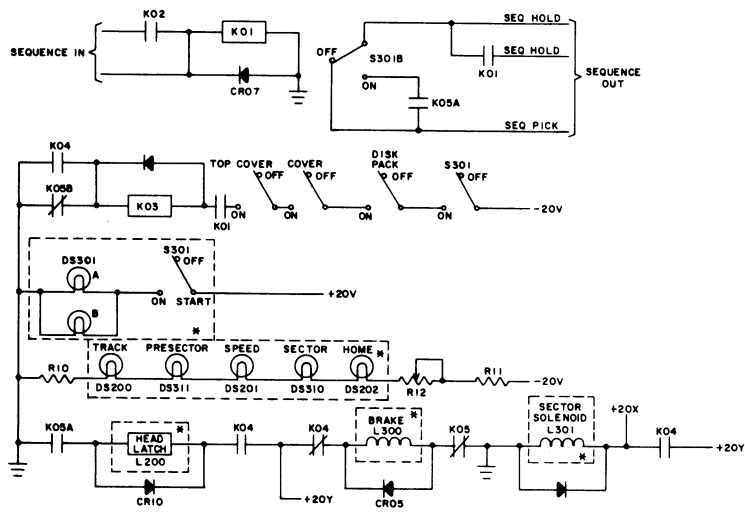 K02
K01
SEQUENCE IN
CR07
SEQ HOLD
OFF
S301B
SEQ HOLD
K01
ON
K05A
SEQUENCE
OUT
SEQ PICK
K04
K05B
K03
K01
TOP COVER
OFF
ON
COVER
OFF
ON
DISK
PACK
OFF
ON
S301
OFF
ON
-20V
DS301
A
B
S301
OFF
ON
START
+20V
*
TRACK
PRESECTOR
SPEED
SECTOR
HOME
*
R10
DS200
DS311
DS201
DS310
DS202
R12
R11
-20V
K05A
HEAD
LATCH
L200
*
CR10
K04
+20Y
K04
BRAKE
L300
*
CR05
K05
SECTOR
SOLENOID
L301
*
+20X
K04
+20Y